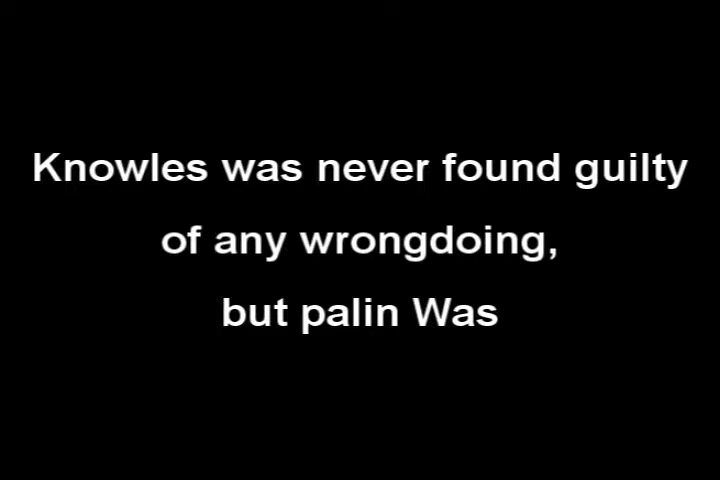 Knowles was never found guilty
of any wrongdoing,
but palin Was